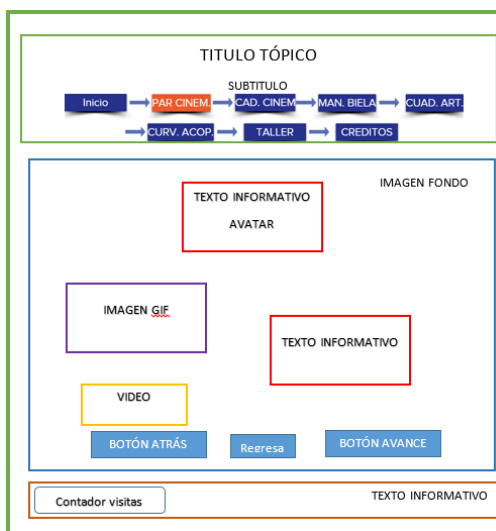 TITULO TÓPICO
SUBTITULO
Inicio PAR CINEM. CAD. CINEM MAN. BIELA CUAD. ART.
CURV. ACOP. TALLER CREDITOS
IMAGEN FONDO
TEXTO INFORMATIVO
AVATAR
IMAGEN GIF
TEXTO INFORMATIVO
VIDEO
BOTÓN ATRÁS Regresa BOTÓN AVANCE
Contador visitas TEXTO INFORMATIVO